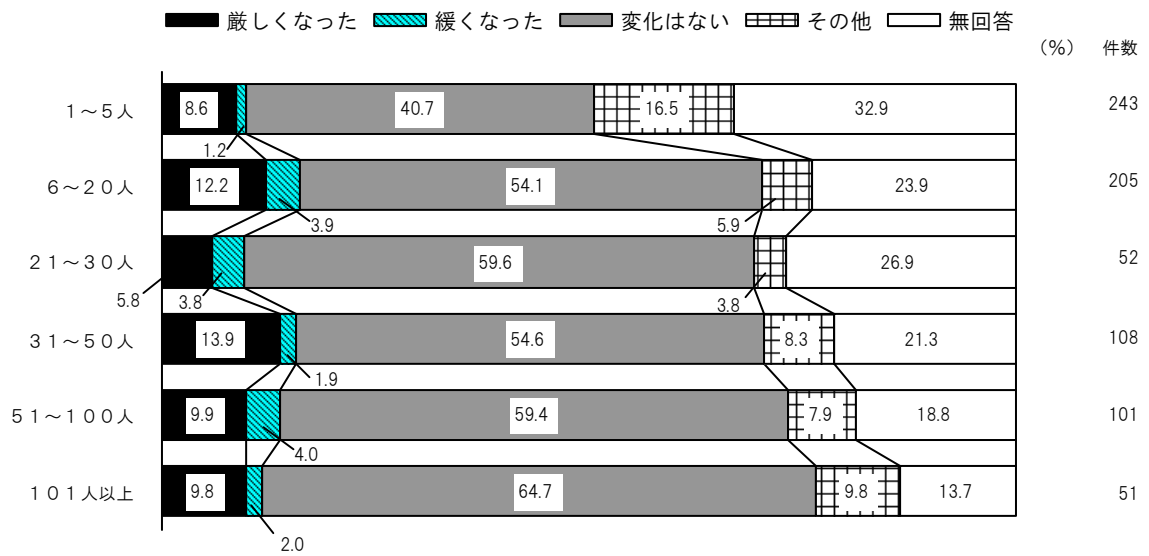 厳しくなった 緩くなった 変化はない その他 無回答
(％) 件数
１～５人 8.6 1.2 40.7 16.5 32.9 243
６～２０人 12.2 3.9 54.1 5.9 23.9 205
２１～３０人 5.8 3.8 59.6 3.8 26.9 52
３１～５０人 13.9 1.9 54.6 8.3 21.3 108
５１～１００人 9.9 4.0 59.4 7.9 18.8 101
１０１人以上 9.8 2.0 64.7 9.8 13.7 51